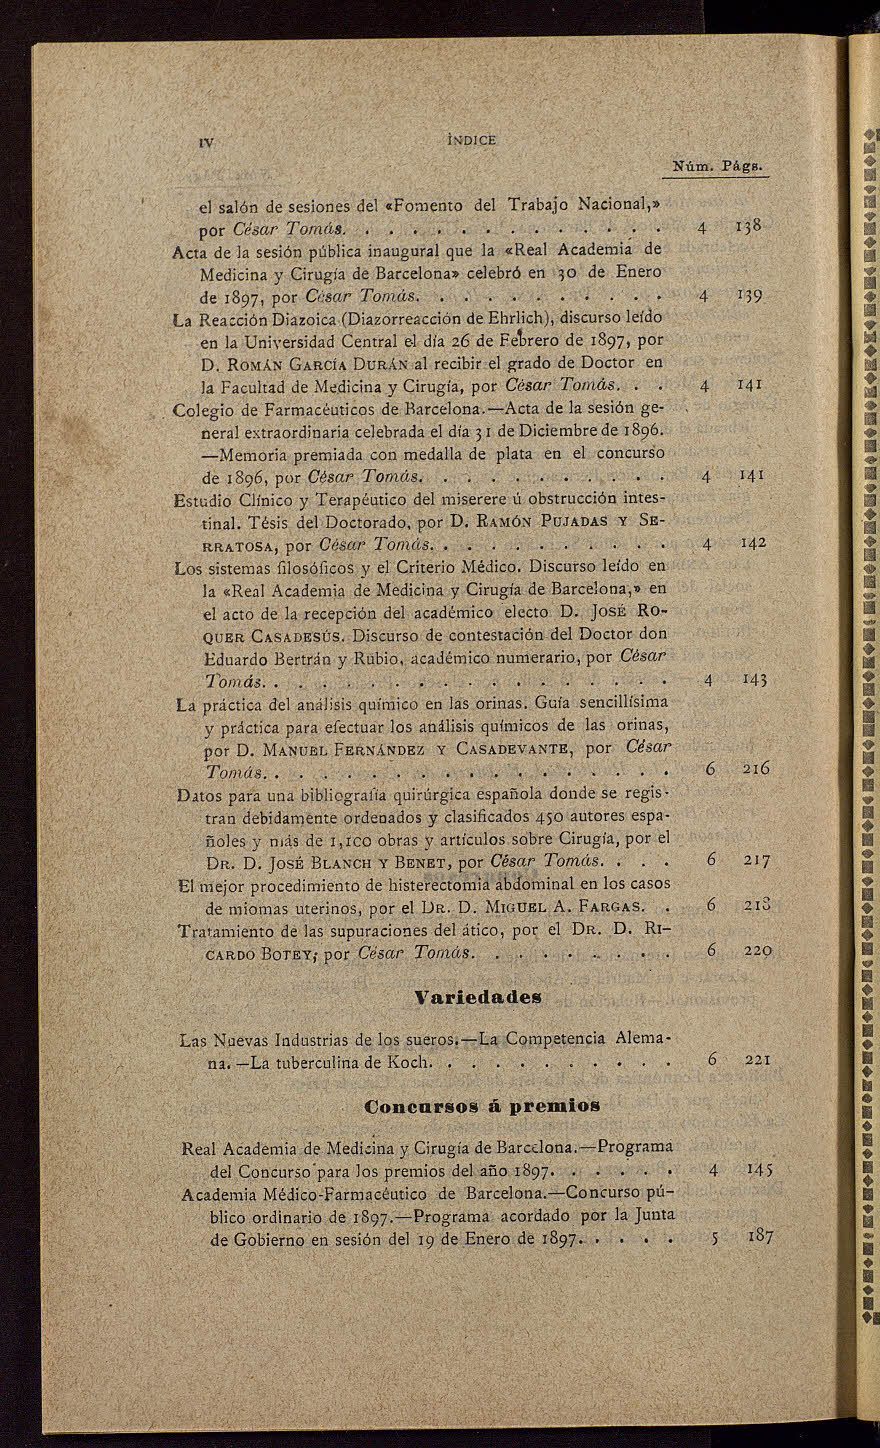 IV
ÍNDICE
Núm. Págs.
el salón de sesiones del «Fomento del Trabajo Nacional,»
por César Tomás. . . . . . . . . . . . . . 4 138
Acta de la sesión pública inaugural que la «Real Academia de
Medicina y Cirugía de Barcelona» celebró en 30 de Enero
de 1897, por César Tomás. . . . . . . . . . . 4 139
La Reacción Diazoica (Diazorreacción de Ehrlich), discurso leído
en la Universidad Central el día 26 de Febrero de 1897, por
D. ROMÁN GARCÍA DURÁN al recibir el grado de Doctor en
la Facultad de Medicina y Cirugía, por César Tomás. . . 4 141
Colegio de Farmacéuticos de Barcelona.—Acta de la sesión ge-
neral extraordinaria celebrada el día 31 de Diciembre de 1896.
—Memoria premiada con medalla de plata en el concurso
de 1896, por César Tomás. . . . . . . . . . . 4 141
Estudio Clínico y Terapéutico del miserere ú obstrucción intes-
tinal. Tésis del Doctorado, por D. RAMÓN PUJADAS Y SE-
RRATOSA, por César Tomás. . . . . . . . . . . 4 142
Los sistemas filosóficos y el Criterio Médico. Discurso leído en
la «Real Academia de Medicina y Cirugía de Barcelona,» en
el acto de la recepción del académico electo D. JOSÉ RO-
QUER CASADESÚS. Discurso de contestación del Doctor don
Eduardo Bertrán y Rubio, académico numerario, por César
Tomás. . . . . . . . . . . . . . . . . . 4 143
La práctica del análisis químico en las orinas. Guía sencillísima
y práctica para efectuar los análisis químicos de las orinas,
por D. MANUEL FERNÁNDEZ Y CASADEVANTE, por César
Tomás. . . . . . . . . . . . . . . . . . 6 216
Datos para una bibliografía quirúrgica española donde se regis-
tran debidamente ordenados y clasificados 450 autores espa-
ñoles y más de 1,100 obras y artículos sobre Cirugía, por el
DR. D. JOSÉ BLANCH Y BENET, por César Tomás. . . . 6 217
El mejor procedimiento de histerectomia abdominal en los casos
de miomas uterinos, por el DR. D. MIGUEL A. FARGAS. . 6 218
Tratamiento de las supuraciones del ático, por el DR. D. RI-
CARDO BOTEY, por César Tomás. . . . . . . . . 6 220
Variedades
Las Nuevas Industrias de los sueros.—La Competencia Alema-
na.—La tuberculina de Koch. . . . . . . . . . . 6 221
Concursos á premios
Real Academia de Medicina y Cirugía de Barcelona.—Programa
del Concurso para los premios del año 1897. . . . . . 4 145
Academia Médico-Farmacéutico de Barcelona.—Concurso pú-
blico ordinario de 1897.—Programa acordado por la Junta
de Gobierno en sesión del 19 de Enero de 1897. . . . . 5 187